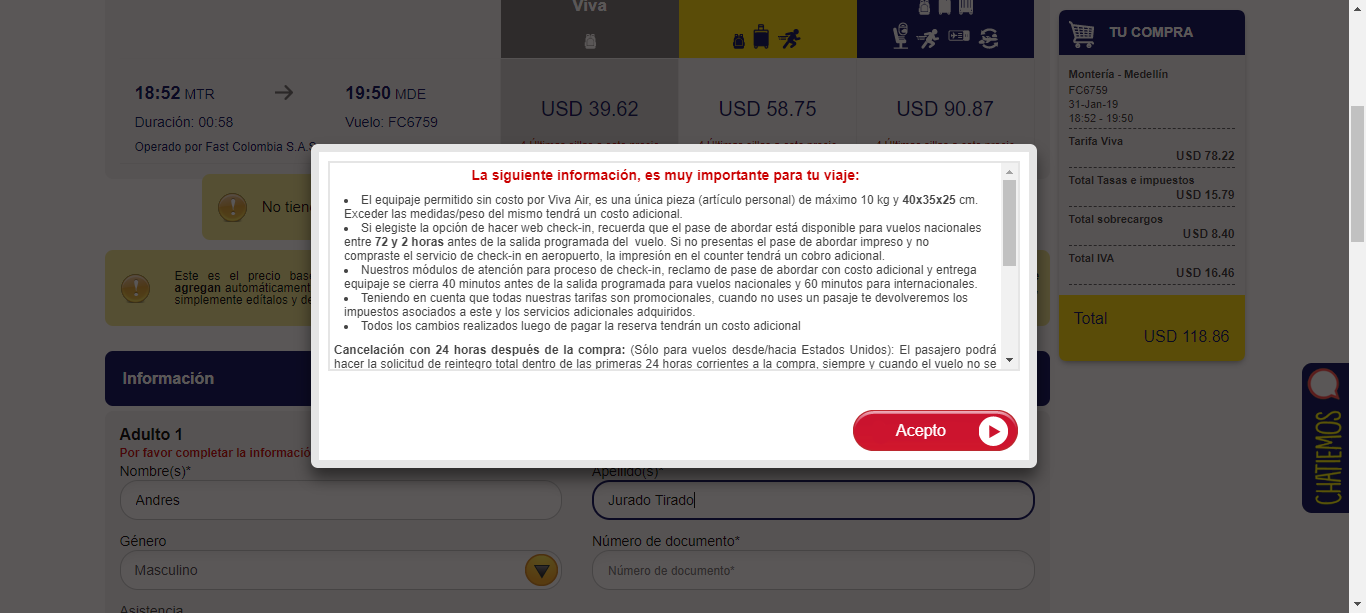 Viva
18:52 MTR
19:50 MDE
Duración: 00:58
Vuelo: FC6759
Operado por Fast Colombia S.A.S
USD 39.62
USD 58.75
USD 90.87
No tien
Este es el precio bas
agregan automáticament
simplemente edítalos y de
La siguiente información, es muy importante para tu viaje:
• El equipaje permitido sin costo por Viva Air, es una única pieza (artículo personal) de máximo 10 kg y 40x35x25 cm.
Exceder las medidas/peso del mismo tendrá un costo adicional.
• Si elegiste la opción de hacer web check-in, recuerda que el pase de abordar está disponible para vuelos nacionales
entre 72 y 2 horas antes de la salida programada del vuelo. Si no presentas el pase de abordar impreso y no
compraste el servicio de check-in en aeropuerto, la impresión en el counter tendrá un cobro adicional.
• Nuestros módulos de atención para proceso de check-in, reclamo de pase de abordar con costo adicional y entrega
equipaje se cierra 40 minutos antes de la salida programada para vuelos nacionales y 60 minutos para internacionales.
• Teniendo en cuenta que todas nuestras tarifas son promocionales, cuando no uses un pasaje te devolveremos los
impuestos asociados a este y los servicios adicionales adquiridos.
• Todos los cambios realizados luego de pagar la reserva tendrán un costo adicional
Cancelación con 24 horas después de la compra: (Sólo para vuelos desde/hacia Estados Unidos): El pasajero podrá
hacer la solicitud de reintegro total dentro de las primeras 24 horas corrientes a la compra, siempre y cuando el vuelo no se
Acepto
Información
Adulto 1
Por favor completar la informació
Nombre(s)*
Apellido(s)*
Andres
Jurado Tirado
Género
Número de documento*
Masculino
Número de documento*
Asistencia
TU COMPRA
Montería - Medellín
FC6759
31-Jan-19
18:52 - 19:50
Tarifa Viva
USD 78.22
Total Tasas e impuestos
USD 15.79
Total sobrecargos
USD 8.40
Total IVA
USD 16.46
Total
USD 118.86
CHATIEMOS